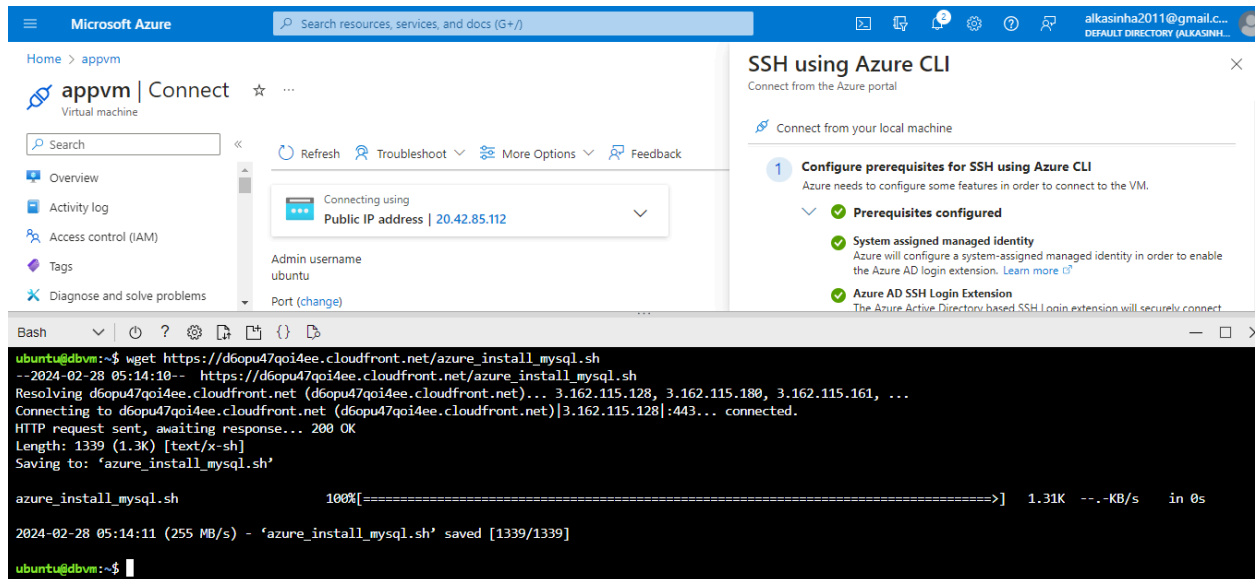 Microsoft Azure
Search resources, services, and docs (G+/)
2
alkasinha2011@gmail.c...
DEFAULT DIRECTORY (ALKASINH...
Home > appvm
appvm | Connect
Virtual machine
Search
Overview
Activity log
Access control (IAM)
Tags
Diagnose and solve problems
Refresh
Troubleshoot
More Options
Feedback
Connecting using
Public IP address | 20.42.85.112
Admin username
ubuntu
Port (change)
SSH using Azure CLI
Connect from the Azure portal
Connect from your local machine
1
Configure prerequisites for SSH using Azure CLI
Azure needs to configure some features in order to connect to the VM.
Prerequisites configured
System assigned managed identity
Azure will configure a system-assigned managed identity in order to enable
the Azure AD login extension. Learn more
Azure AD SSH Login Extension
The Azure Active Directory based SSH Login extension will securely connect
Bash
ubuntu@dbvm:~$ wget https://d6opu47qoi4ee.cloudfront.net/azure_install_mysql.sh
--2024-02-28 05:14:10--  https://d6opu47qoi4ee.cloudfront.net/azure_install_mysql.sh
Resolving d6opu47qoi4ee.cloudfront.net (d6opu47qoi4ee.cloudfront.net)... 3.162.115.128, 3.162.115.180, 3.162.115.161, ...
Connecting to d6opu47qoi4ee.cloudfront.net (d6opu47qoi4ee.cloudfront.net)|3.162.115.128|:443... connected.
HTTP request sent, awaiting response... 200 OK
Length: 1339 (1.3K) [text/x-sh]
Saving to: ‘azure_install_mysql.sh’
azure_install_mysql.sh 100%[======================================================================================>] 1.31K --.-KB/s in 0s
2024-02-28 05:14:11 (255 MB/s) - ‘azure_install_mysql.sh’ saved [1339/1339]
ubuntu@dbvm:~$